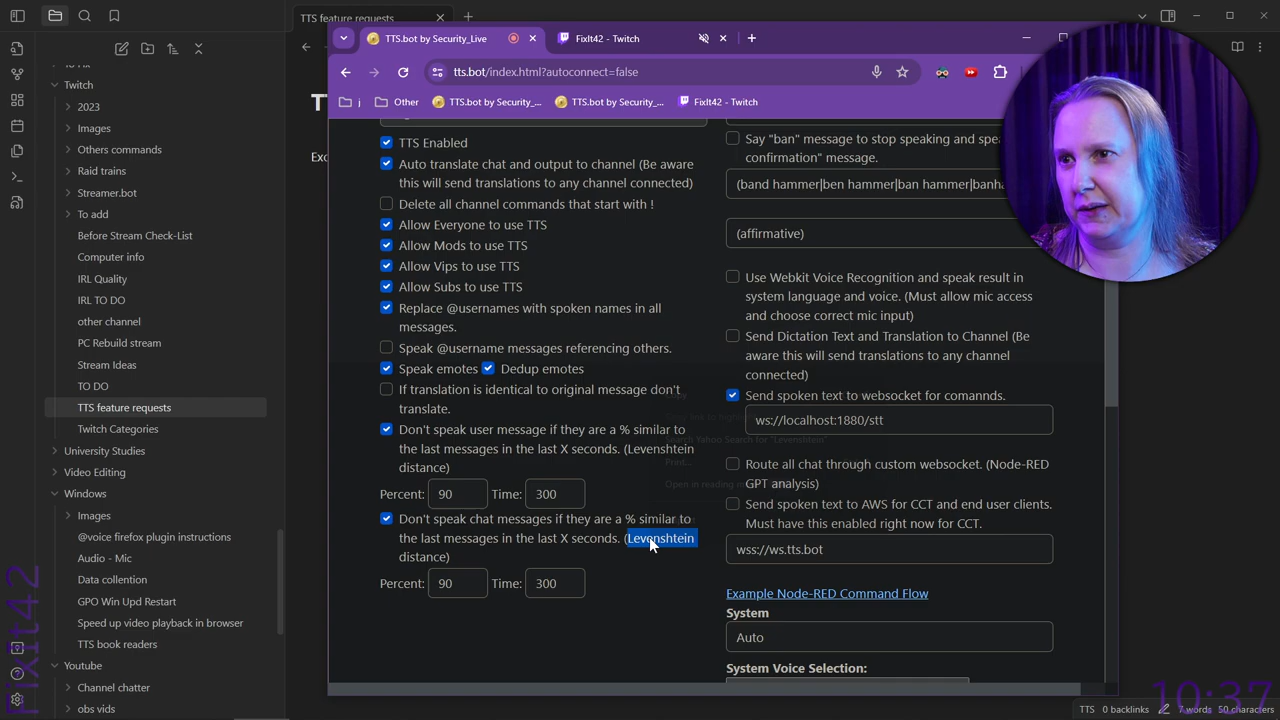 TTS feature requests
TTS.bot by Security_Live
FixIt42 - Twitch
tts.bot/index.html?autoconnect=false
Other
TTS.bot by Security_...
TTS.bot by Security_...
FixIt42 - Twitch
Twitch
2023
Images
Others commands
Raid trains
Streamer.bot
To add
Before Stream Check-List
Computer info
IRL Quality
IRL TO DO
other channel
PC Rebuild stream
Stream Ideas
TO DO
TTS feature requests
Twitch Categories
University Studies
Video Editing
Windows
Images
@voice firefox plugin instructions
Audio - Mic
Data collection
GPO Win Upd Restart
Speed up video playback in browser
TTS book readers
Youtube
Channel chatter
obs vids
TTS Enabled
Auto translate chat and output to channel (Be aware
this will send translations to any channel connected)
Delete all channel commands that start with !
Allow Everyone to use TTS
Allow Mods to use TTS
Allow Vips to use TTS
Allow Subs to use TTS
Replace @usernames with spoken names in all
messages.
Speak @username messages referencing others.
Speak emotes Dedup emotes
If translation is identical to original message don't
translate.
Don't speak user message if they are a % similar to
the last messages in the last X seconds. (Levenshtein
distance)
Percent: 90 Time: 300
Don't speak chat messages if they are a % similar to
the last messages in the last X seconds. (Levenshtein
distance)
Percent: 90 Time: 300
Say "ban" message to stop speaking and
confirmation" message.
(band hammer|ben hammer|ban hammer|
(affirmative)
Use Webkit Voice Recognition and speak result in
system language and voice. (Must allow mic access
and choose correct mic input)
Send Dictation Text and Translation to Channel (Be
aware this will send translations to any channel
connected)
Send spoken text to websocket for comannds.
ws://localhost:1880/stt
Route all chat through custom websocket. (Node-RED
GPT analysis)
Send spoken text to AWS for CCT and end user clients.
Must have this enabled right now for CCT.
wss://ws.tts.bot
Example Node-RED Command Flow
System
Auto
System Voice Selection:
Copy
Search Yahoo Search for "Levenshtein"
Print...
Open in reading
FixIt42
10:37
TTS 0 backlinks 7 words 50 characters